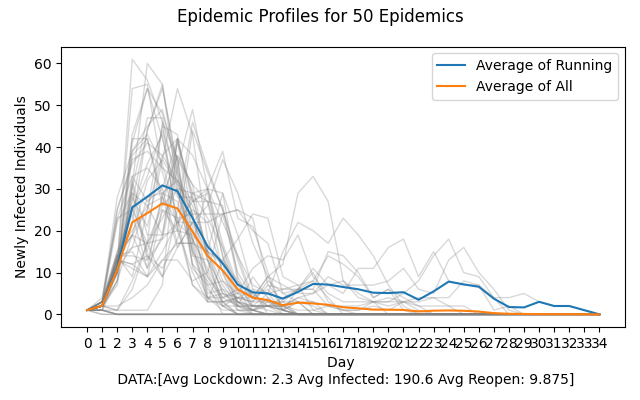 Epidemic Profiles for 50 Epidemics
Average of Running
Average of All
Newly Infected Individuals
60
50
40
30
20
10
0
0 1 2 3 4 5 6 7 8 9 10 11 12 13 14 15 16 17 18 19 20 21 22 23 24 25 26 27 28 29 30 31 32 33 34
Day
DATA:[Avg Lockdown: 2.3 Avg Infected: 190.6 Avg Reopen: 9.875]